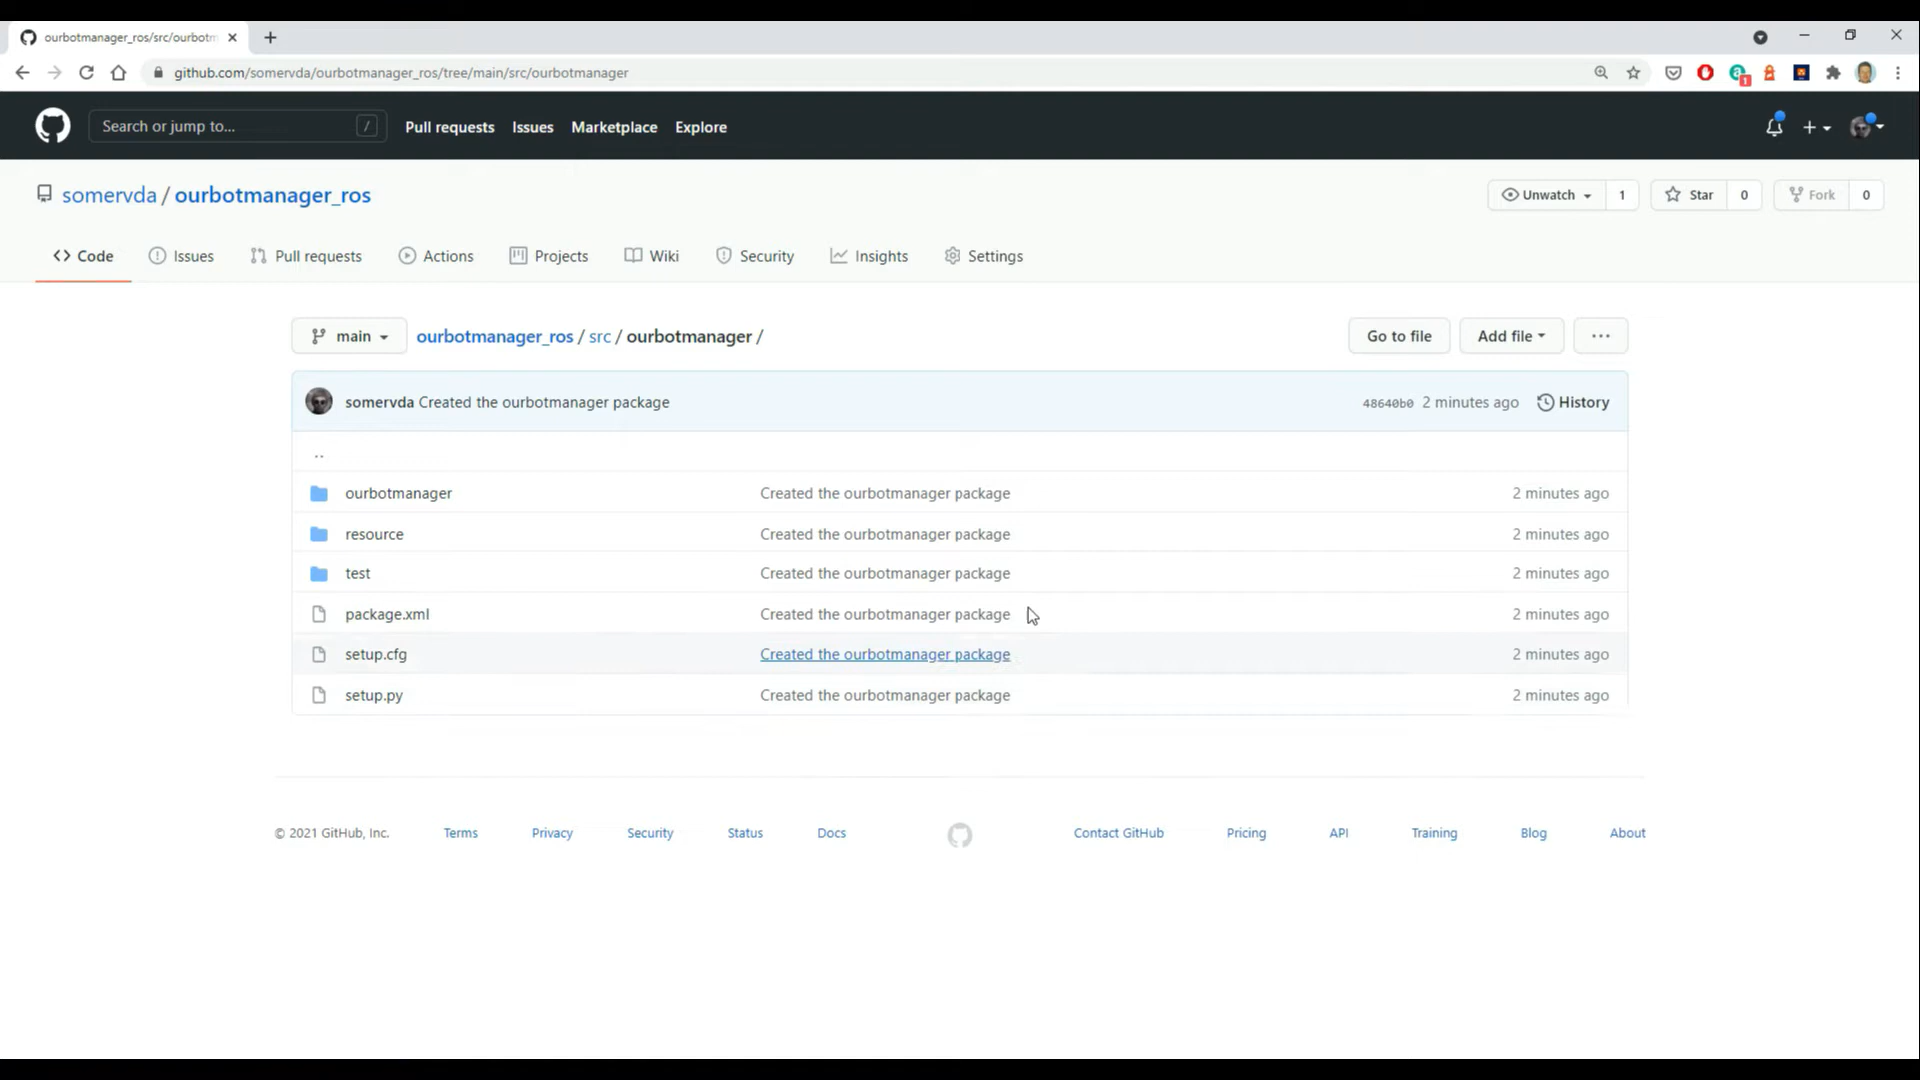 ourbotmanager_ros/src/ourbotm
github.com/somervda/ourbotmanager_ros/tree/main/src/ourbotmanager
1
Search or jump to... /
Pull requests Issues Marketplace Explore
somervda / ourbotmanager_ros
Unwatch 1 Star 0 Fork 0
Code Issues Pull requests Actions Projects Wiki Security Insights Settings
main ourbotmanager_ros / src / ourbotmanager / Go to file Add file ...
somervda Created the ourbotmanager package 48640b0 2 minutes ago History
..
ourbotmanager Created the ourbotmanager package 2 minutes ago
resource Created the ourbotmanager package 2 minutes ago
test Created the ourbotmanager package 2 minutes ago
package.xml Created the ourbotmanager package 2 minutes ago
setup.cfg Created the ourbotmanager package 2 minutes ago
setup.py Created the ourbotmanager package 2 minutes ago
© 2021 GitHub, Inc. Terms Privacy Security Status Docs Contact GitHub Pricing API Training Blog About